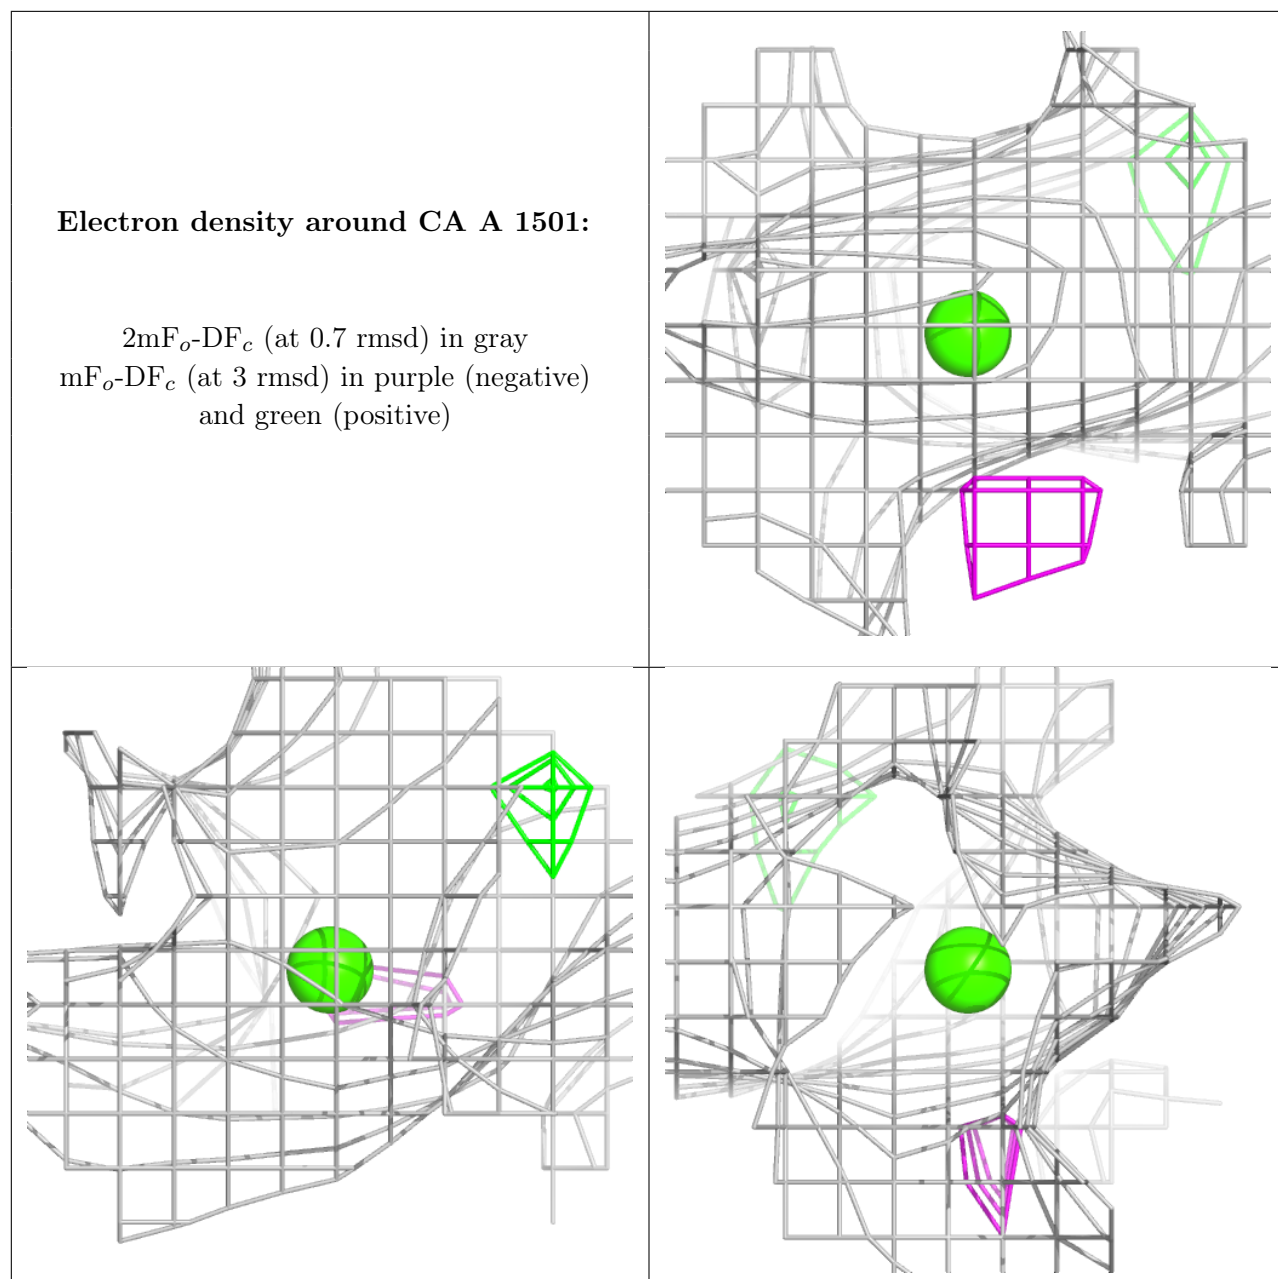 Electron density around CA A 1501:
2mFo-DFc (at 0.7 rmsd) in gray
mFo-DFc (at 3 rmsd) in purple (negative)
and green (positive)